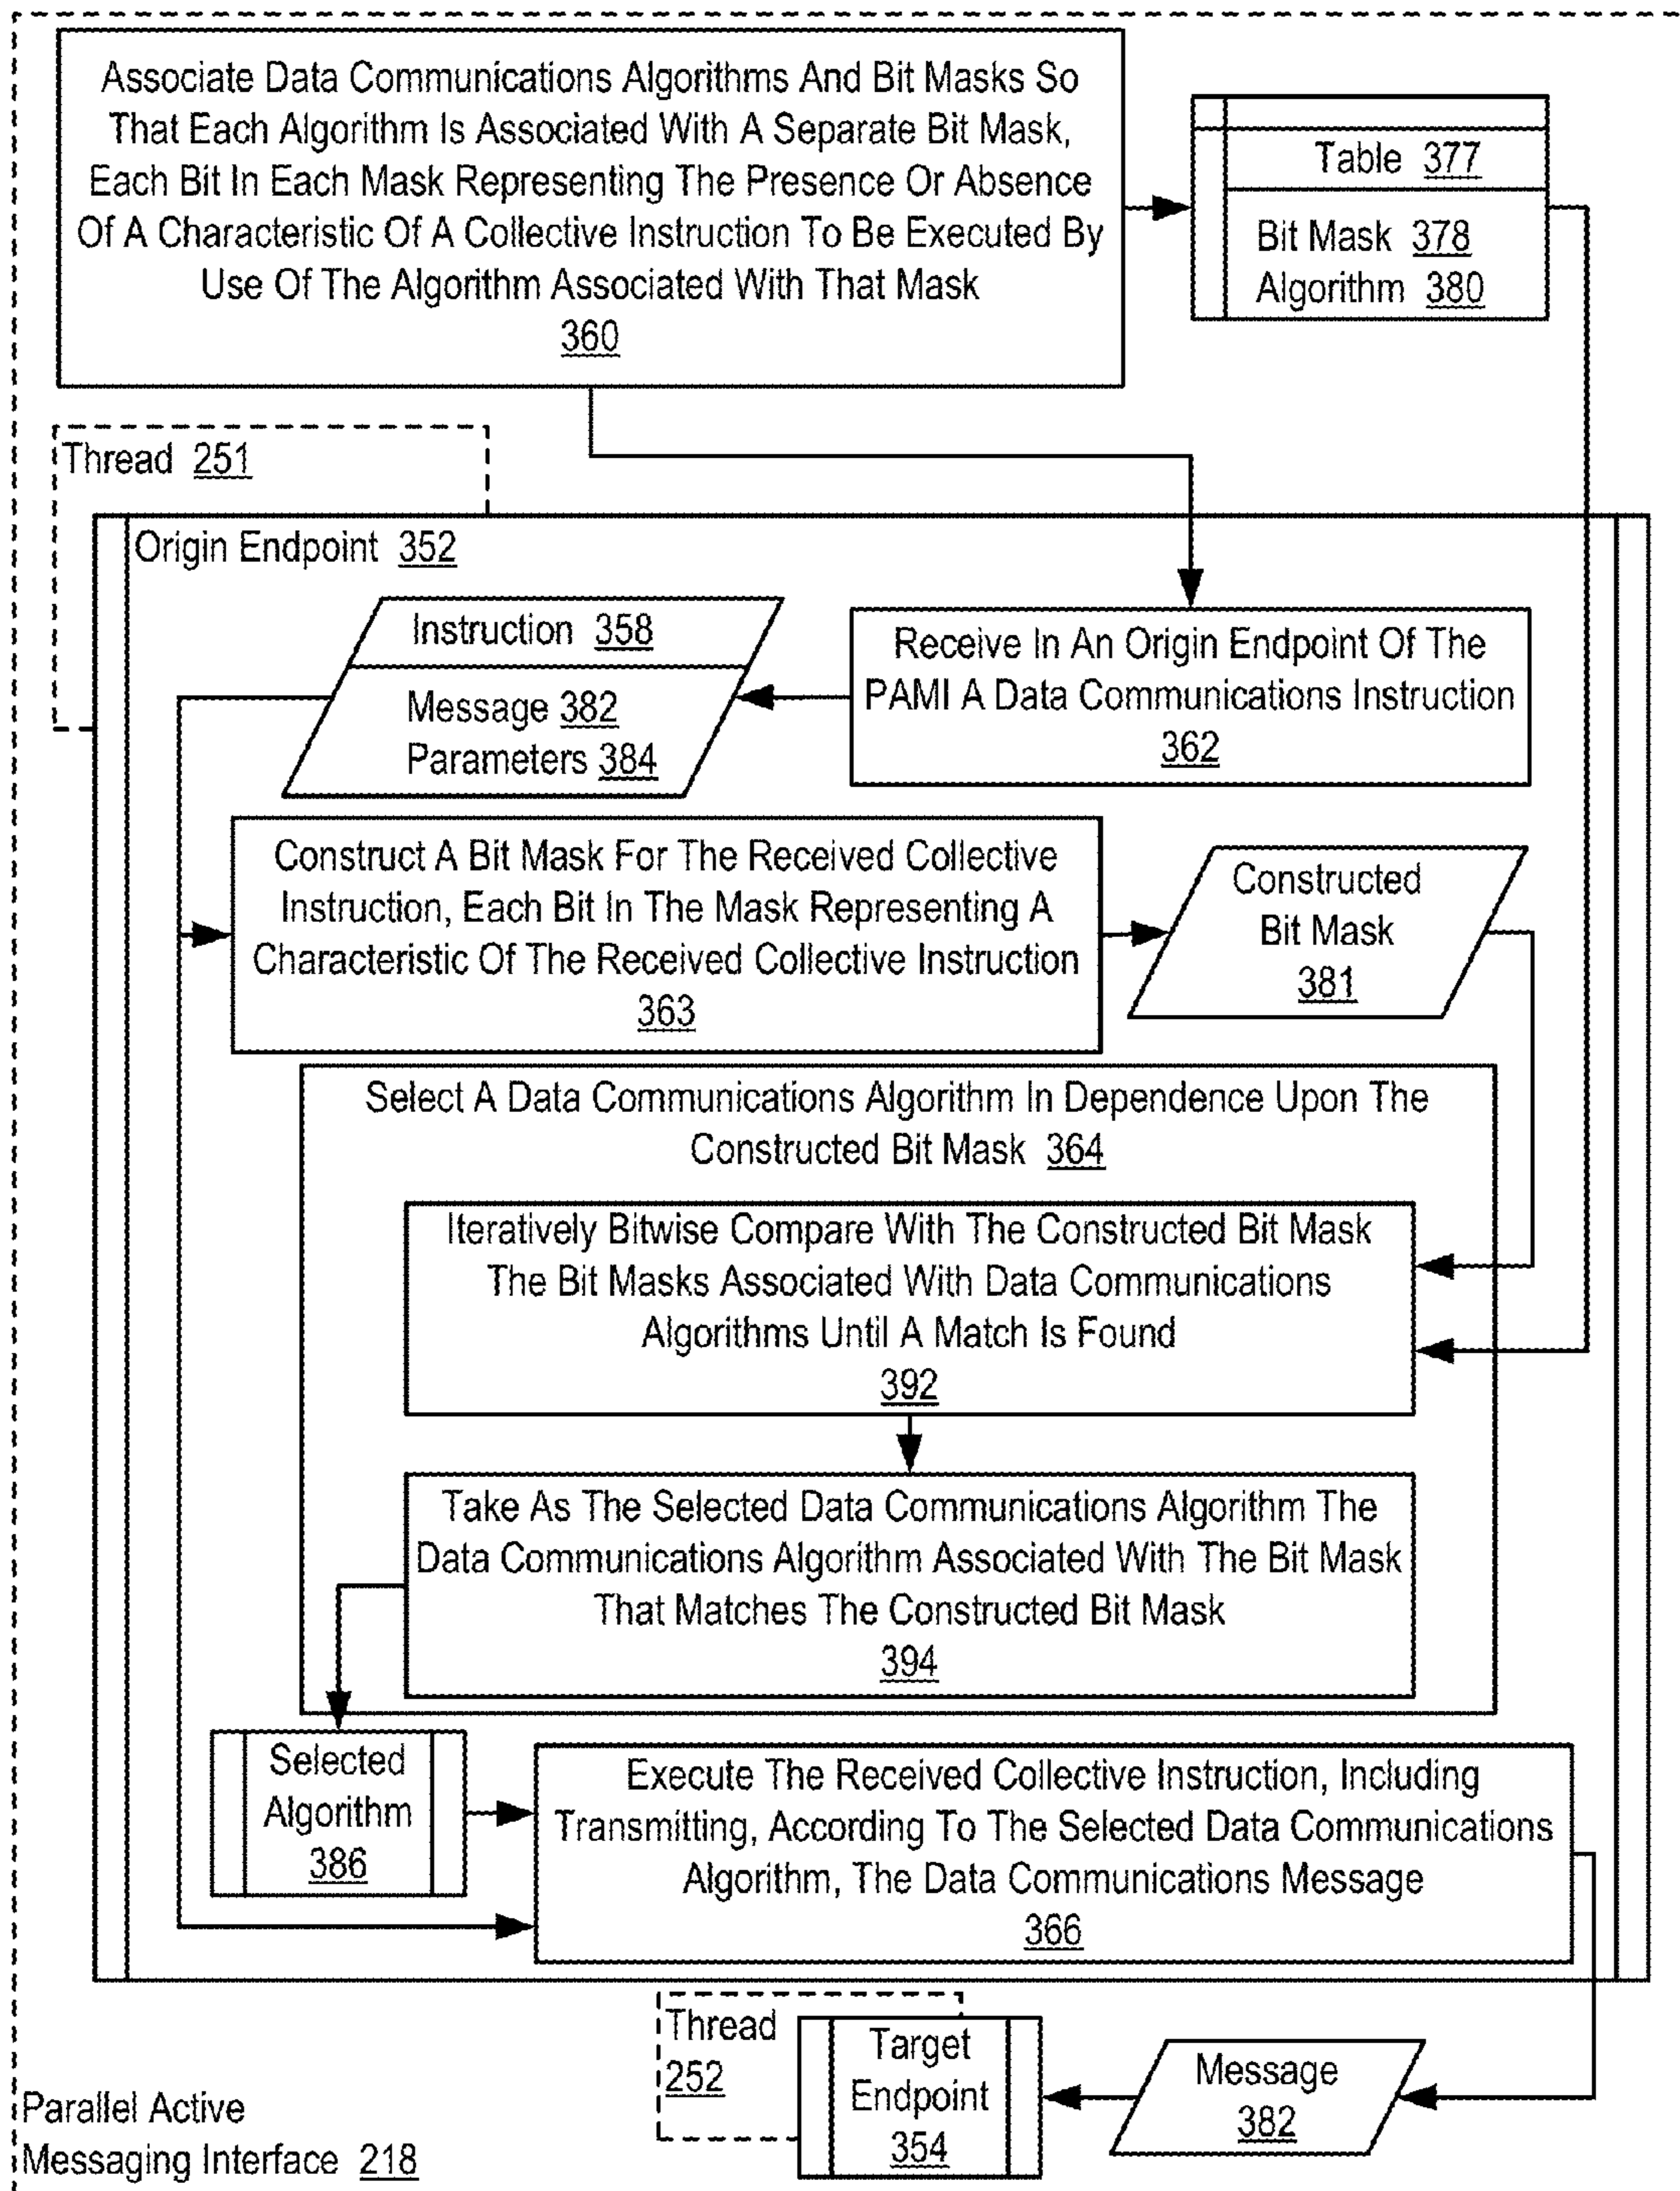 Associate Data Communications Algorithms And Bit Masks So
That Each Algorithm Is Associated With A Separate Bit Mask,
Each Bit In Each Mask Representing The Presence Or Absence
Of A Characteristic Of A Collective Instruction To Be Executed By
Use Of The Algorithm Associated With That Mask
360
Table 377
Bit Mask 378
Algorithm 380
Thread 251
Origin Endpoint 352
Instruction 358
Message 382
Parameters 384
Receive In An Origin Endpoint Of The
PAMI A Data Communications Instruction
362
Construct A Bit Mask For The Received Collective
Instruction, Each Bit In The Mask Representing A
Characteristic Of The Received Collective Instruction
363
Constructed
Bit Mask
381
Select A Data Communications Algorithm In Dependence Upon The
Constructed Bit Mask 364
Iteratively Bitwise Compare With The Constructed Bit Mask
The Bit Masks Associated With Data Communications
Algorithms Until A Match Is Found
392
Take As The Selected Data Communications Algorithm The
Data Communications Algorithm Associated With The Bit Mask
That Matches The Constructed Bit Mask
394
Selected
Algorithm
386
Execute The Received Collective Instruction, Including
Transmitting, According To The Selected Data Communications
Algorithm, The Data Communications Message
366
Thread
252
Target
Endpoint
354
Message
382
Parallel Active
Messaging Interface 218